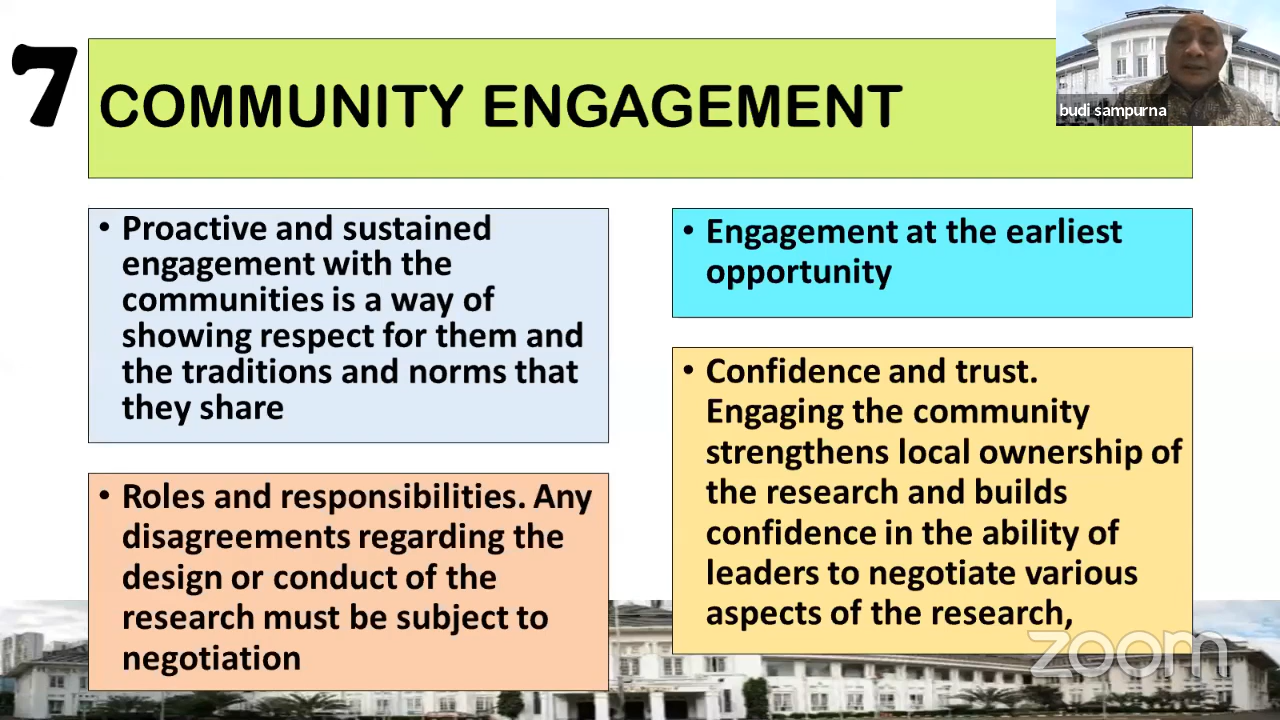 7
COMMUNITY ENGAGEMENT
budi sampurna
• Proactive and sustained
engagement with the
communities is a way of
showing respect for them and
the traditions and norms that
they share
• Roles and responsibilities. Any
disagreements regarding the
design or conduct of the
research must be subject to
negotiation
• Engagement at the earliest
opportunity
• Confidence and trust.
Engaging the community
strengthens local ownership of
the research and builds
confidence in the ability of
leaders to negotiate various
aspects of the research,
zoom